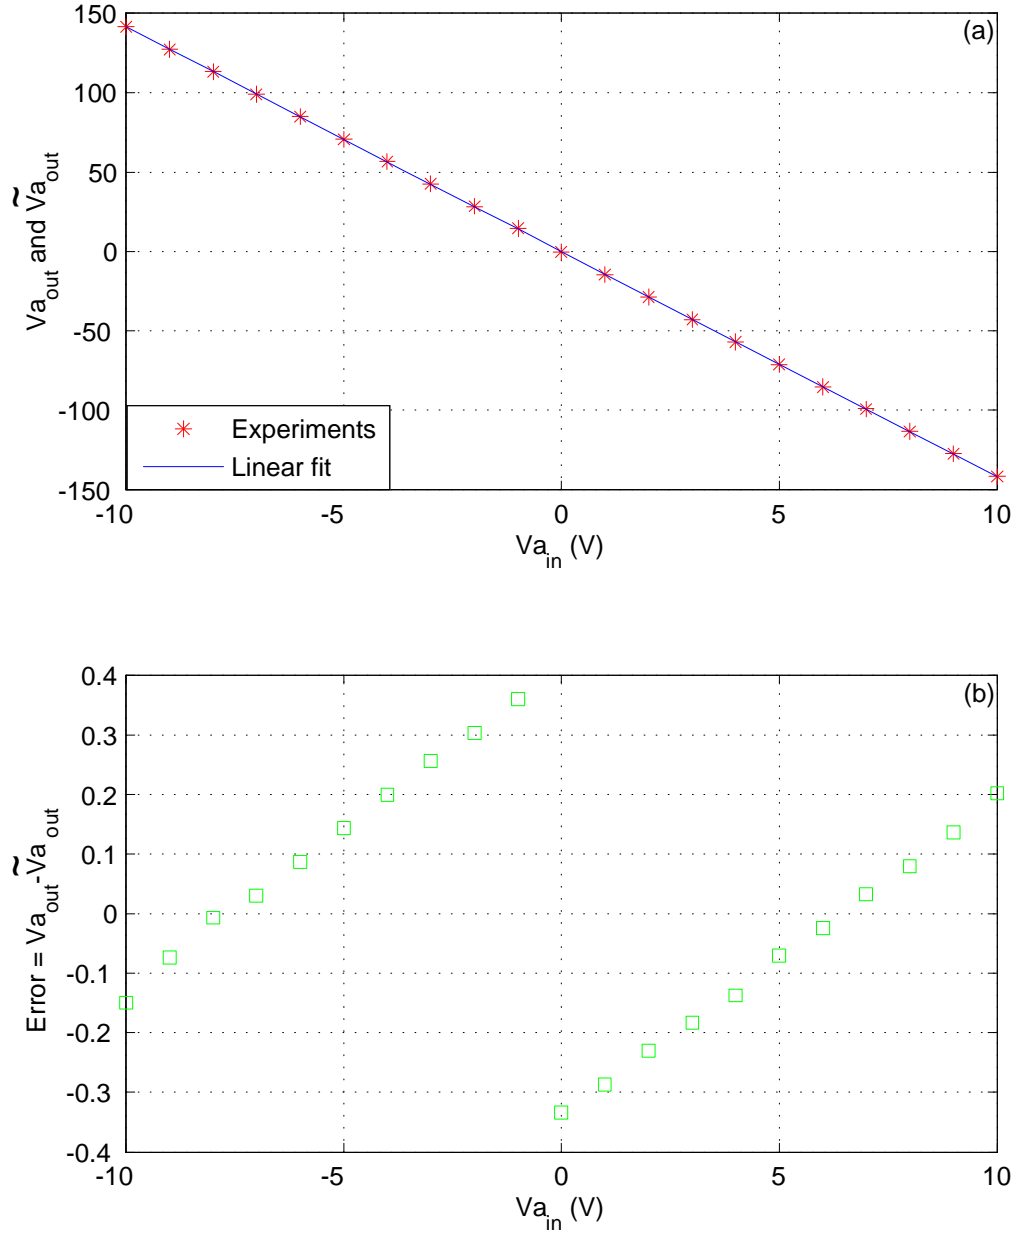 (a)
150
100
50
0
-50
-100
-150
Va_out and Ṽa_out
Experiments
Linear fit
-10 -5 0 5 10
Va_in (V)
(b)
0.4
0.3
0.2
0.1
0
-0.1
-0.2
-0.3
-0.4
Error = Va_out-Ṽa_out
-10 -5 0 5 10
Va_in (V)